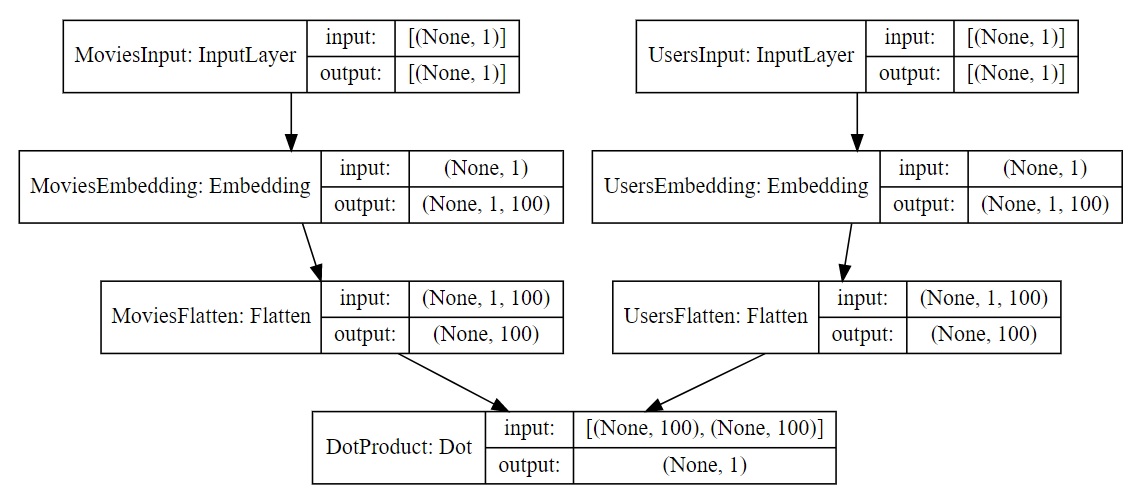 MoviesInput: InputLayer
input: [(None, 1)]
output: [(None, 1)]
UsersInput: InputLayer
input: [(None, 1)]
output: [(None, 1)]
MoviesEmbedding: Embedding
input: (None, 1)
output: (None, 1, 100)
UsersEmbedding: Embedding
input: (None, 1)
output: (None, 1, 100)
MoviesFlatten: Flatten
input: (None, 1, 100)
output: (None, 100)
UsersFlatten: Flatten
input: (None, 1, 100)
output: (None, 100)
DotProduct: Dot
input: [(None, 100), (None, 100)]
output: (None, 1)